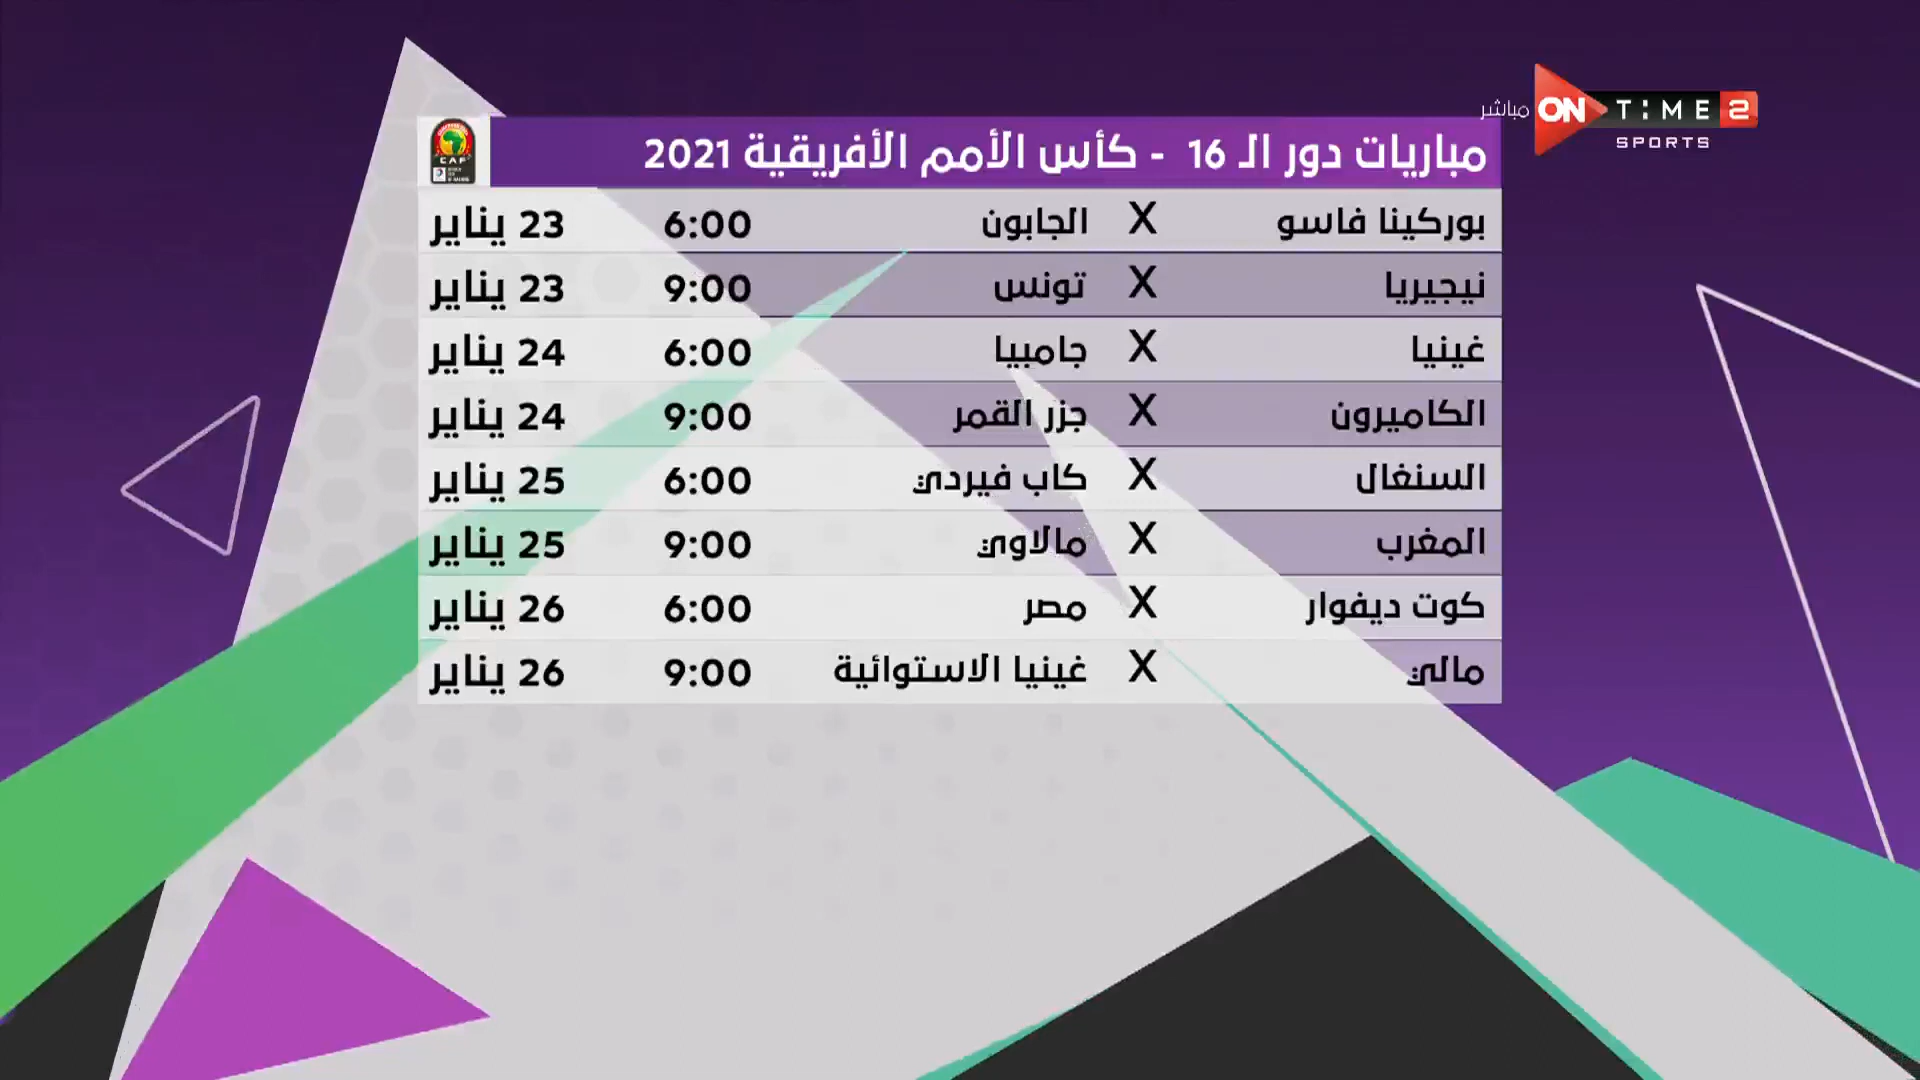 مباشر ON TIME 2
SPORTS
مباريات دور الـ 16 - كأس الأمم الأفريقية 2021
CAF
بوركينا فاسو X الجابون 6:00 23 يناير
نيجيريا X تونس 9:00 23 يناير
غينيا X جامبيا 6:00 24 يناير
الكاميرون X جزر القمر 9:00 24 يناير
السنغال X كاب فيردي 6:00 25 يناير
المغرب X مالاوي 9:00 25 يناير
كوت ديفوار X مصر 6:00 26 يناير
مالي X غينيا الاستوائية 9:00 26 يناير